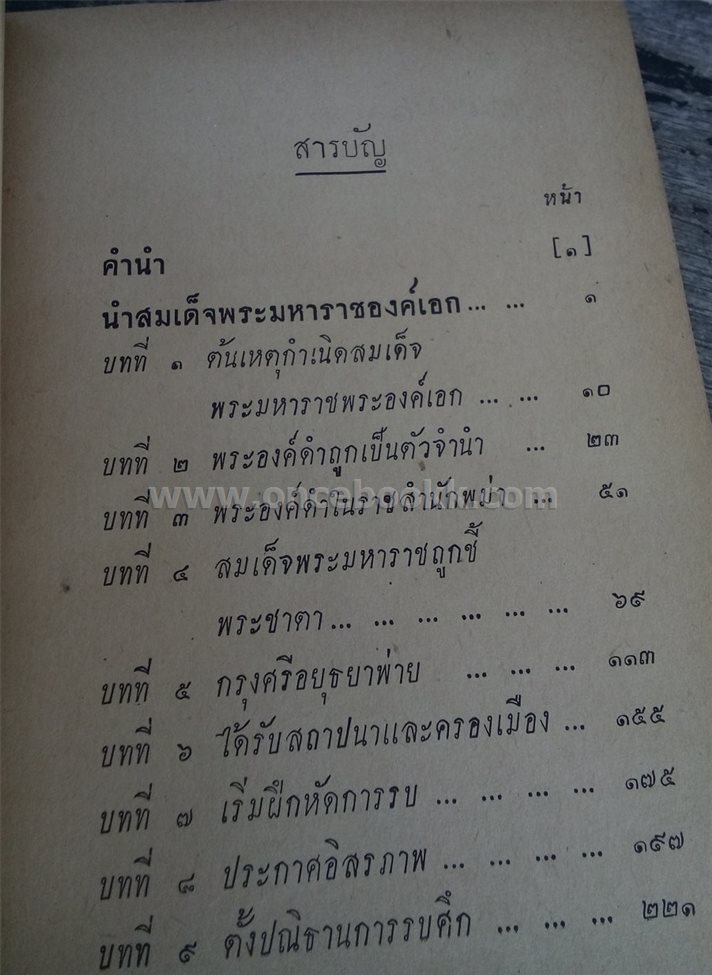 สารบัญ
หน้า
คำนำ [๑]
นำสมเด็จพระมหาราชองค์เอก ... ... ๑
บทที่ ๑ ต้นเหตุกำเนิดสมเด็จ
พระมหาราชพระองค์เอก ... ... ๑๐
บทที่ ๒ พระองค์ดำถูกเป็นตัวจำนำ ... ๒๓
www.oncebookk.com
บทที่ ๓ พระองค์ดำในราชสำนักพม่า ... ๕๑
บทที่ ๔ สมเด็จพระมหาราชถูกชี้
พระชาตา ... ... ... ... ... ... ๖๙
บทที่ ๕ กรุงศรีอยุธยาพ่าย ... ... ... ๑๑๓
บทที่ ๖ ได้รับสถาปนาและครองเมือง ... ๑๕๕
บทที่ ๗ เริ่มฝึกหัดการรบ ... ... ... ... ๑๗๕
บทที่ ๘ ประกาศอิสรภาพ ... ... ... ... ๑๙๗
บทที่ ๙ ตั้งปณิธานการรบศึก ... ... ... ๒๒๑